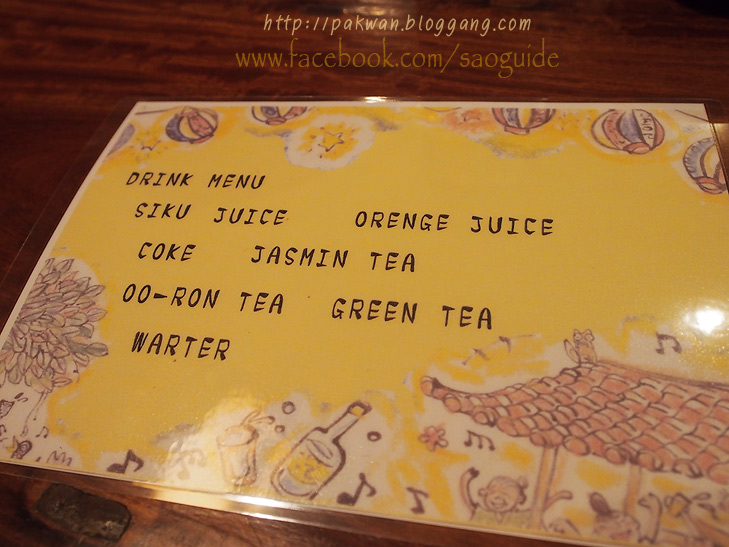 http://pakwan.bloggang.com
www.facebook.com/saoguide
DRINK MENU
SIKU JUICE ORENGE JUICE
COKE JASMIN TEA
OO-RON TEA GREEN TEA
WARTER